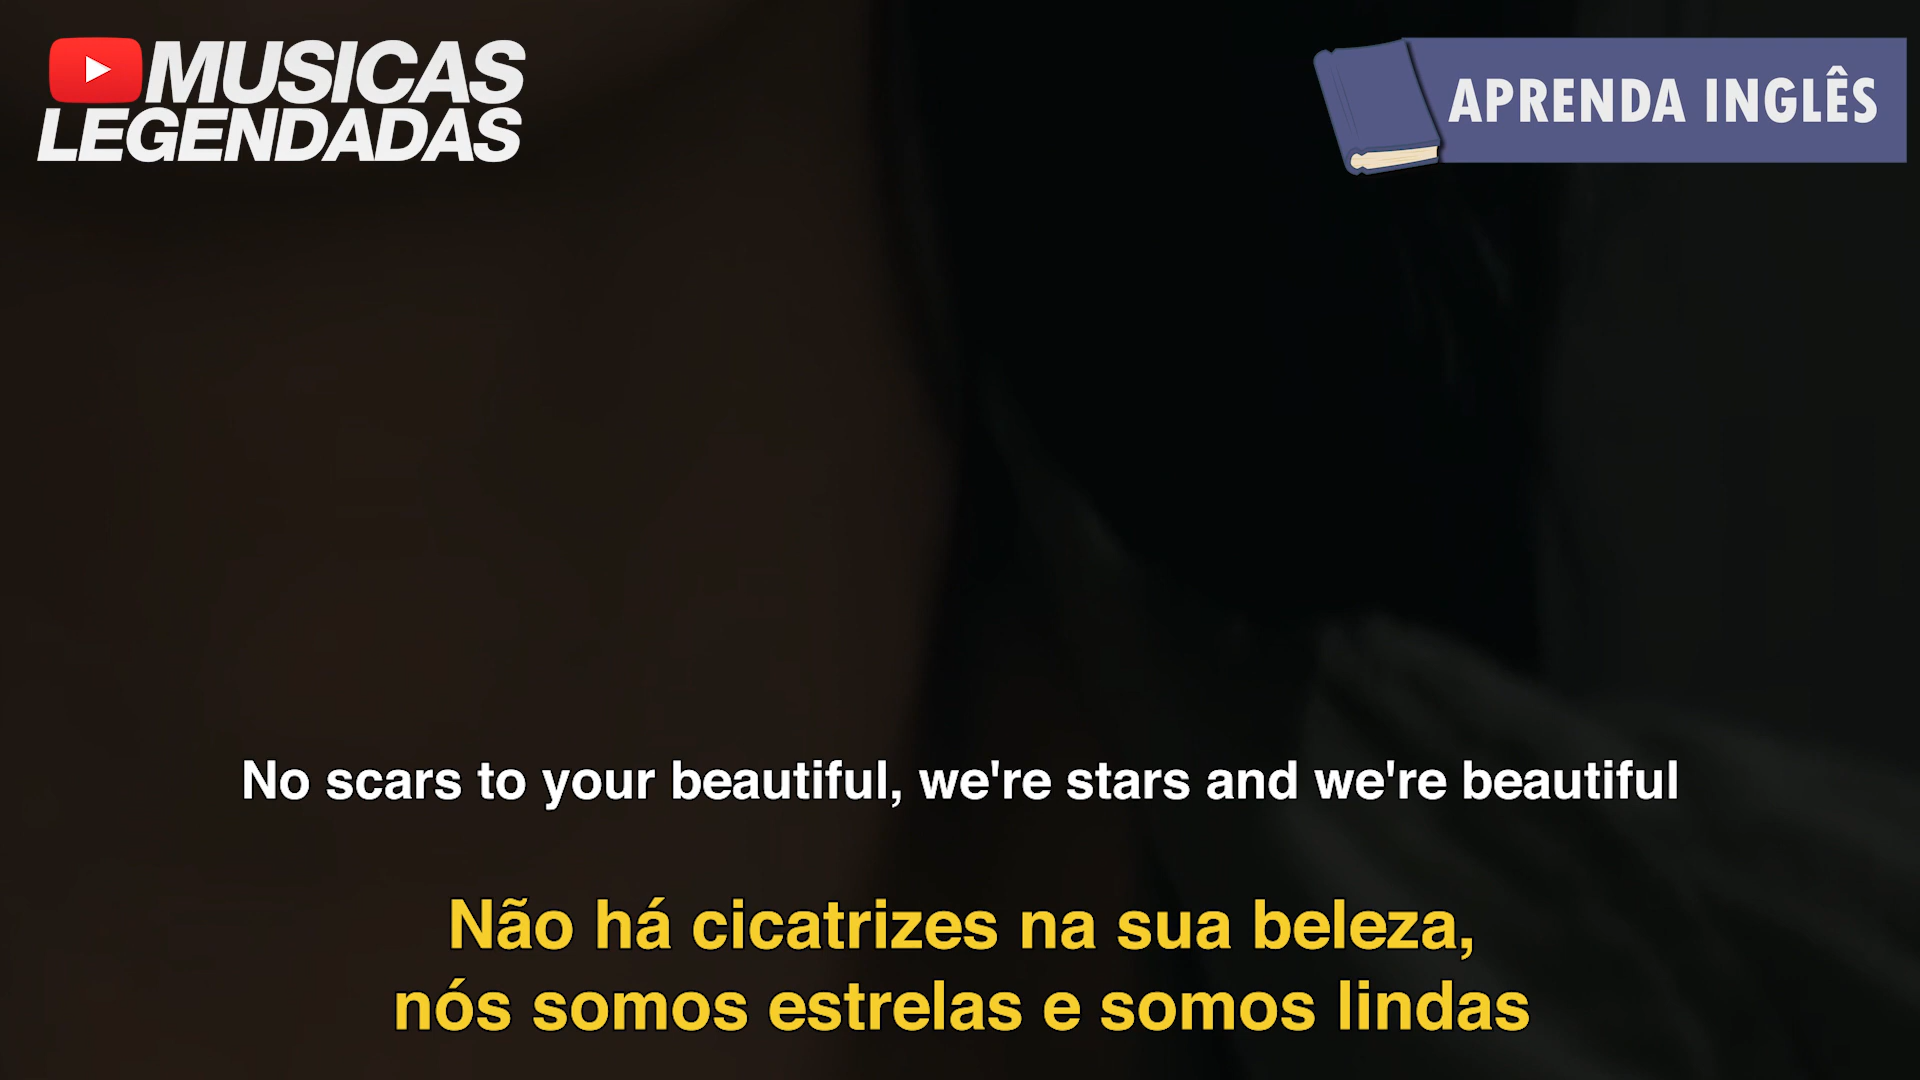 MUSICAS
LEGENDADAS
APRENDA INGLÊS
No scars to your beautiful, we're stars and we're beautiful
Não há cicatrizes na sua beleza,
nós somos estrelas e somos lindas